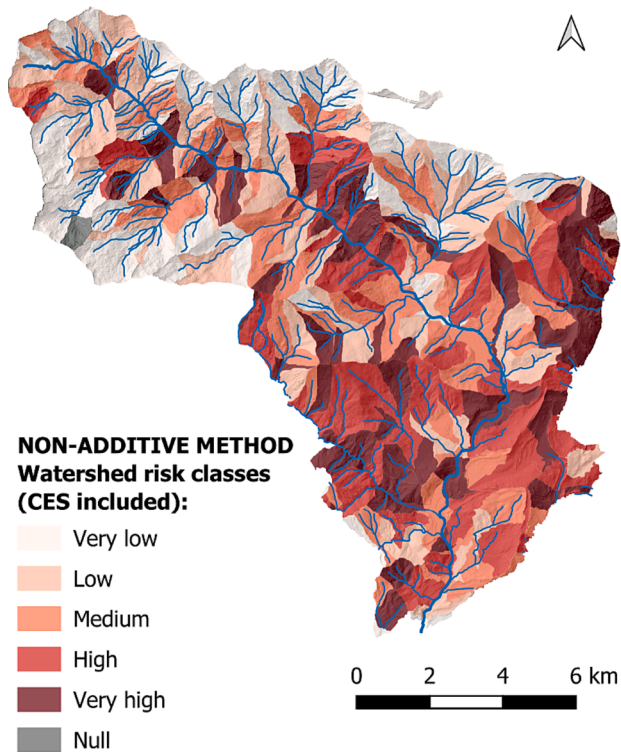 NON-ADDITIVE METHOD
Watershed risk classes
(CES included):
Very low
Low
Medium
High
Very high
Null
0 2 4 6 km